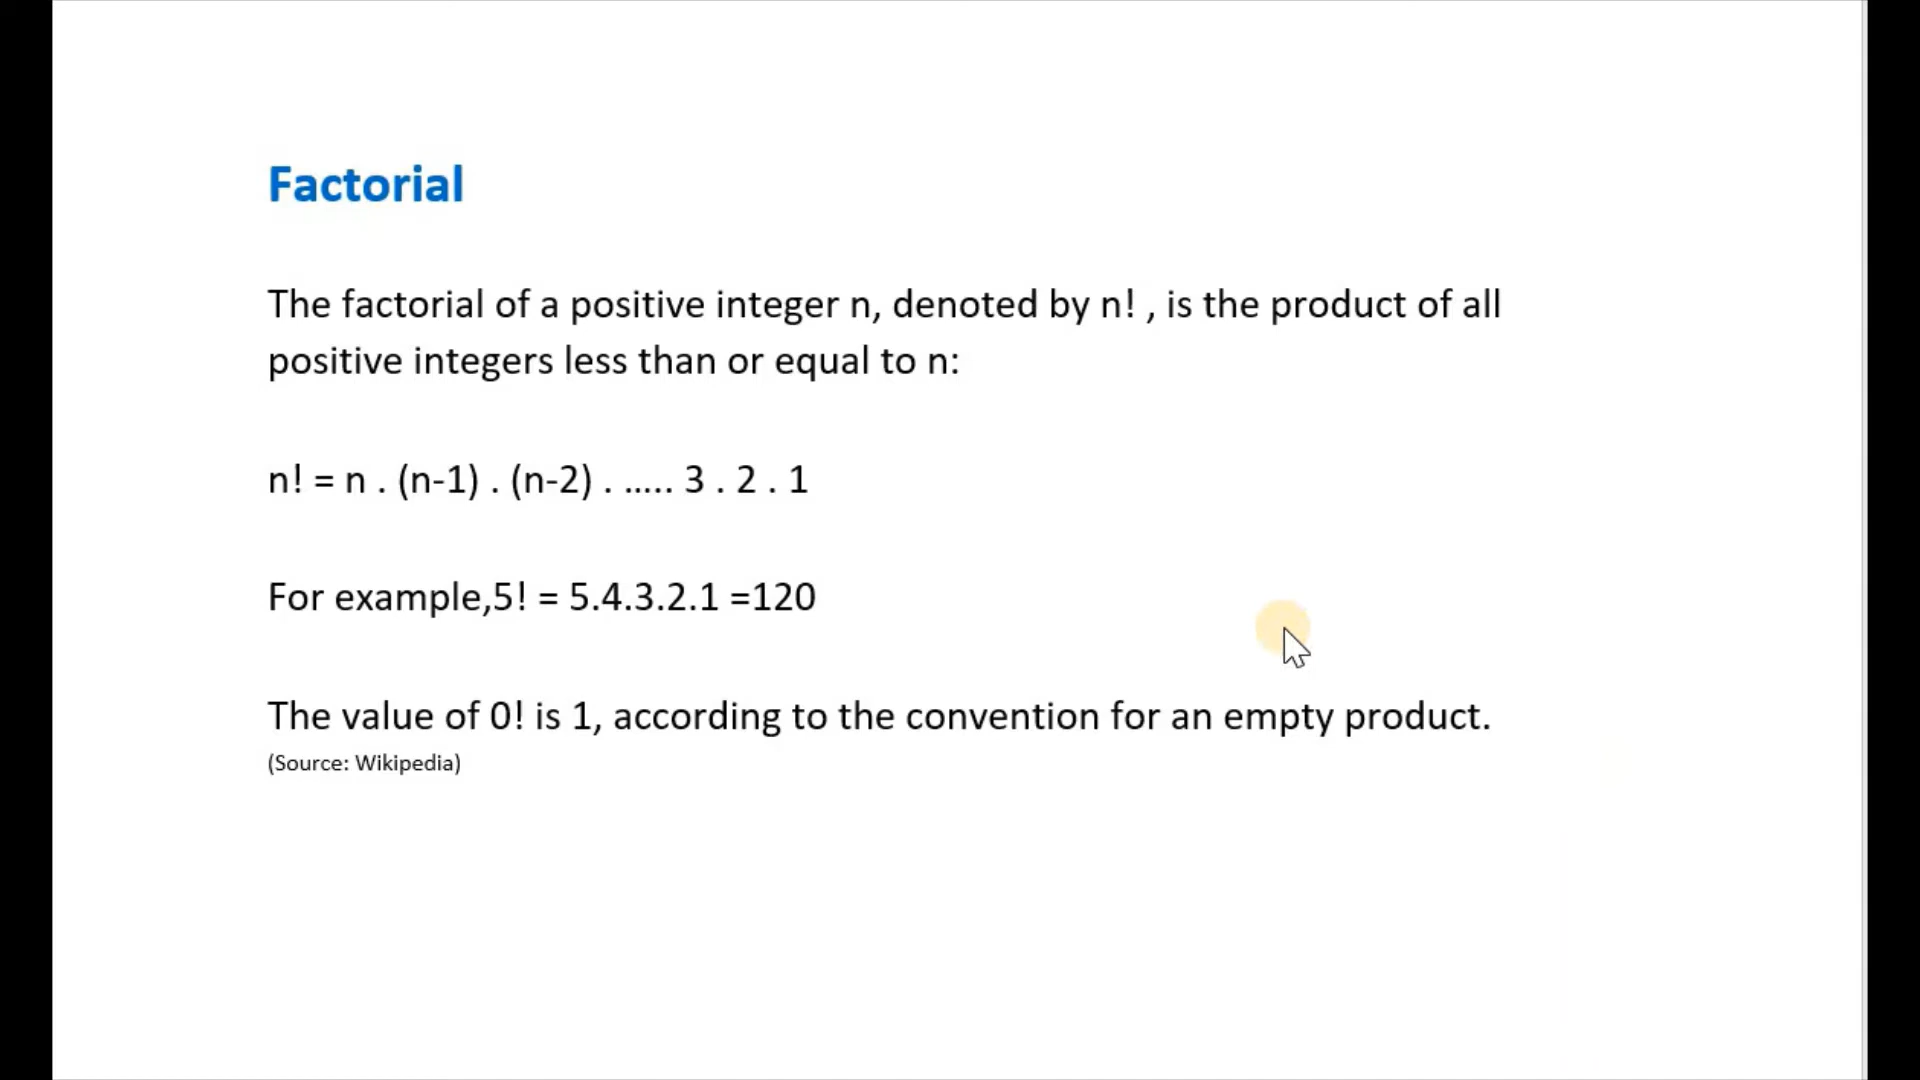 Factorial
The factorial of a positive integer n, denoted by n! , is the product of all
positive integers less than or equal to n:
n! = n . (n-1) . (n-2) . ..... 3 . 2 . 1
For example,5! = 5.4.3.2.1 =120
The value of 0! is 1, according to the convention for an empty product.
(Source: Wikipedia)